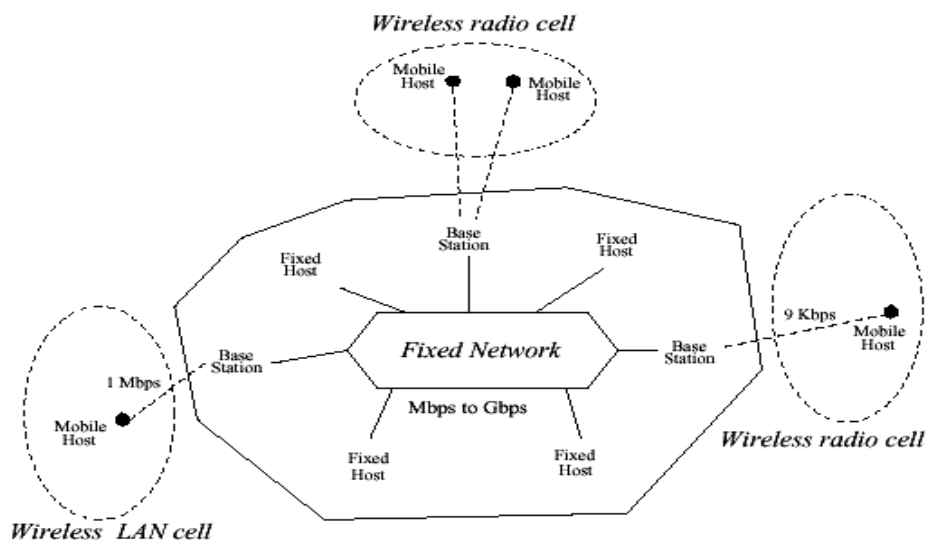 Wireless radio cell
Mobile
Host
Mobile
Host
Base
Station
Fixed
Host
Fixed
Host
9 Kbps
Mobile
Host
Fixed Network
Base
Station
Base
Station
1 Mbps
Mbps to Gbps
Mobile
Host
Fixed
Host
Fixed
Host
Wireless radio cell
Wireless LAN cell